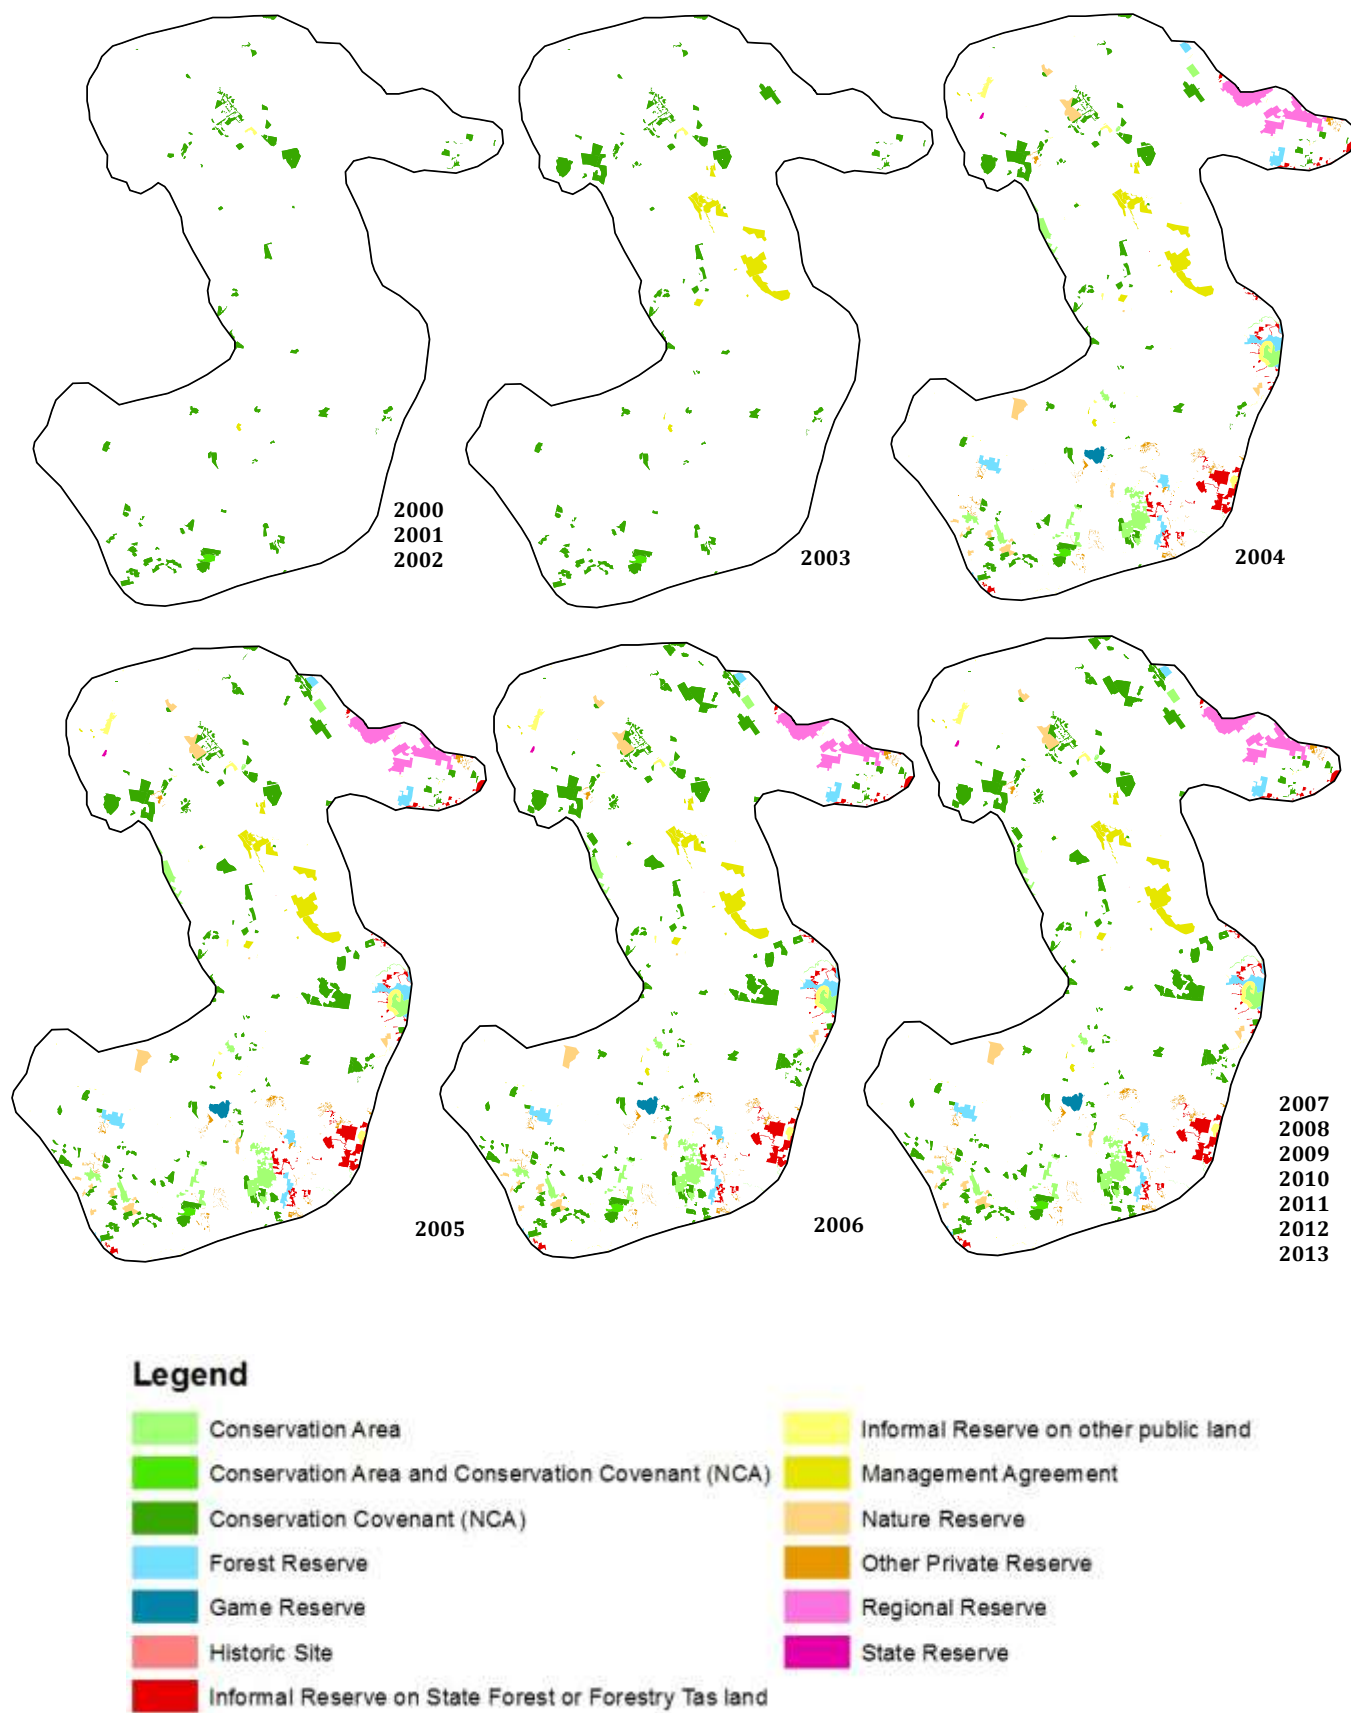 2000
2001
2002
2003
2004
2005
2006
2007
2008
2009
2010
2011
2012
2013
Legend
Conservation Area
Conservation Area and Conservation Covenant (NCA)
Conservation Covenant (NCA)
Forest Reserve
Game Reserve
Historic Site
Informal Reserve on State Forest or Forestry Tas land
Informal Reserve on other public land
Management Agreement
Nature Reserve
Other Private Reserve
Regional Reserve
State Reserve